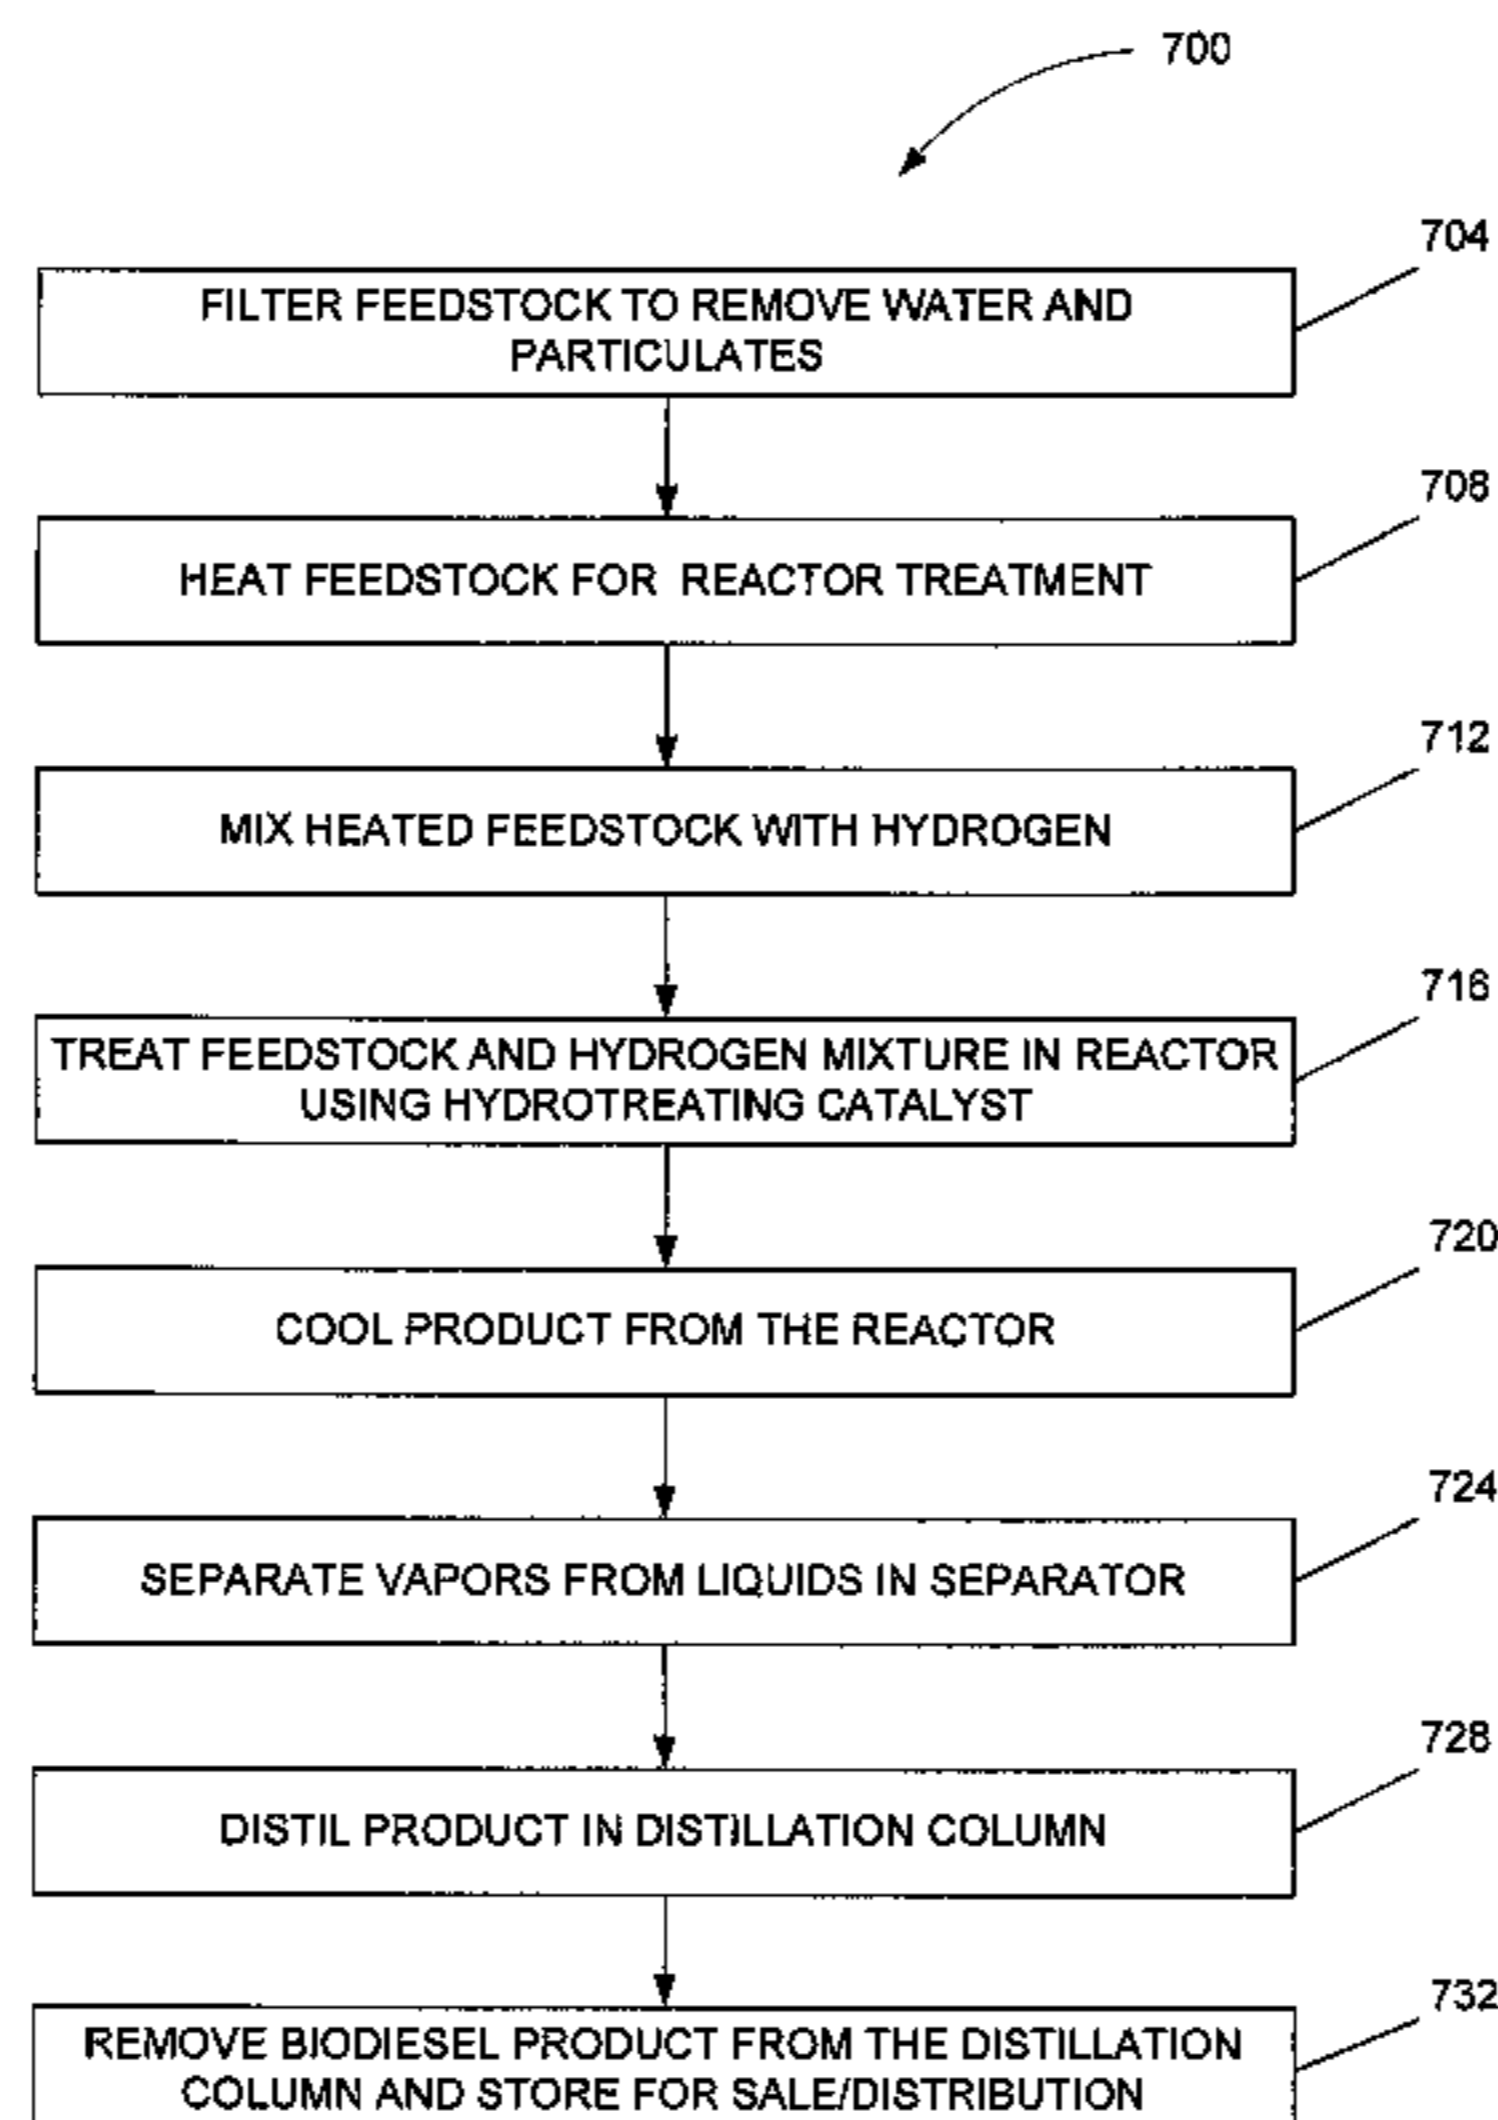 700
704
FILTER FEEDSTOCK TO REMOVE WATER AND
PARTICULATES
708
HEAT FEEDSTOCK FOR REACTOR TREATMENT
712
MIX HEATED FEEDSTOCK WITH HYDROGEN
716
TREAT FEEDSTOCK AND HYDROGEN MIXTURE IN REACTOR
USING HYDROTREATING CATALYST
720
COOL PRODUCT FROM THE REACTOR
724
SEPARATE VAPORS FROM LIQUIDS IN SEPARATOR
728
DISTIL PRODUCT IN DISTILLATION COLUMN
732
REMOVE BIODIESEL PRODUCT FROM THE DISTILLATION
COLUMN AND STORE FOR SALE/DISTRIBUTION